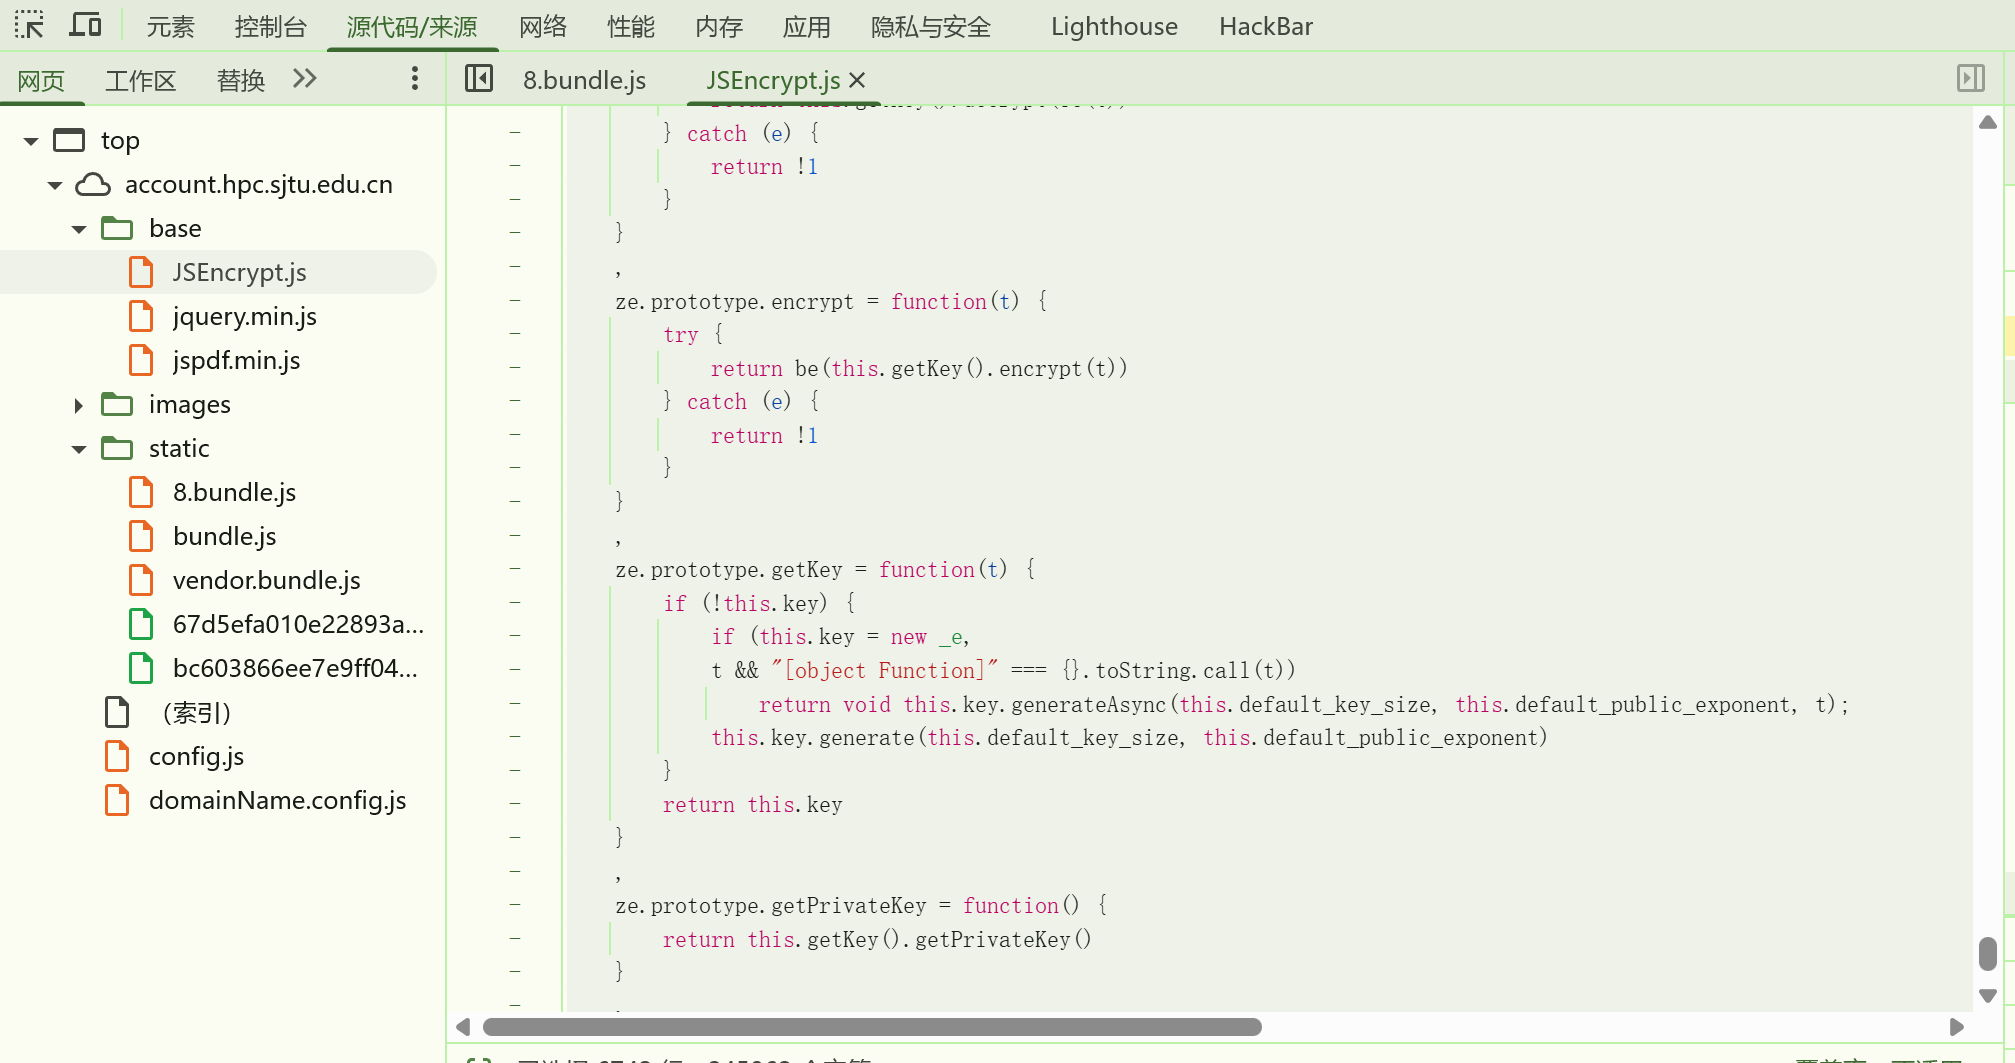 元素 控制台 源代码/来源 网络 性能 内存 应用 隐私与安全 Lighthouse HackBar
网页 工作区 替换
8.bundle.js JSEncrypt.js
top
account.hpc.sjtu.edu.cn
base
JSEncrypt.js
jquery.min.js
jspdf.min.js
images
static
8.bundle.js
bundle.js
vendor.bundle.js
67d5efa010e22893a...
bc603866ee7e9ff04...
（索引）
config.js
domainName.config.js
} catch (e) {
return !1
}
}
,
ze.prototype.encrypt = function(t) {
try {
return be(this.getKey().encrypt(t))
} catch (e) {
return !1
}
}
,
ze.prototype.getKey = function(t) {
if (!this.key) {
if (this.key = new _e,
t && "[object Function]" === {}.toString.call(t))
return void this.key.generateAsync(this.default_key_size, this.default_public_exponent, t);
this.key.generate(this.default_key_size, this.default_public_exponent)
}
return this.key
}
,
ze.prototype.getPrivateKey = function() {
return this.getKey().getPrivateKey()
}